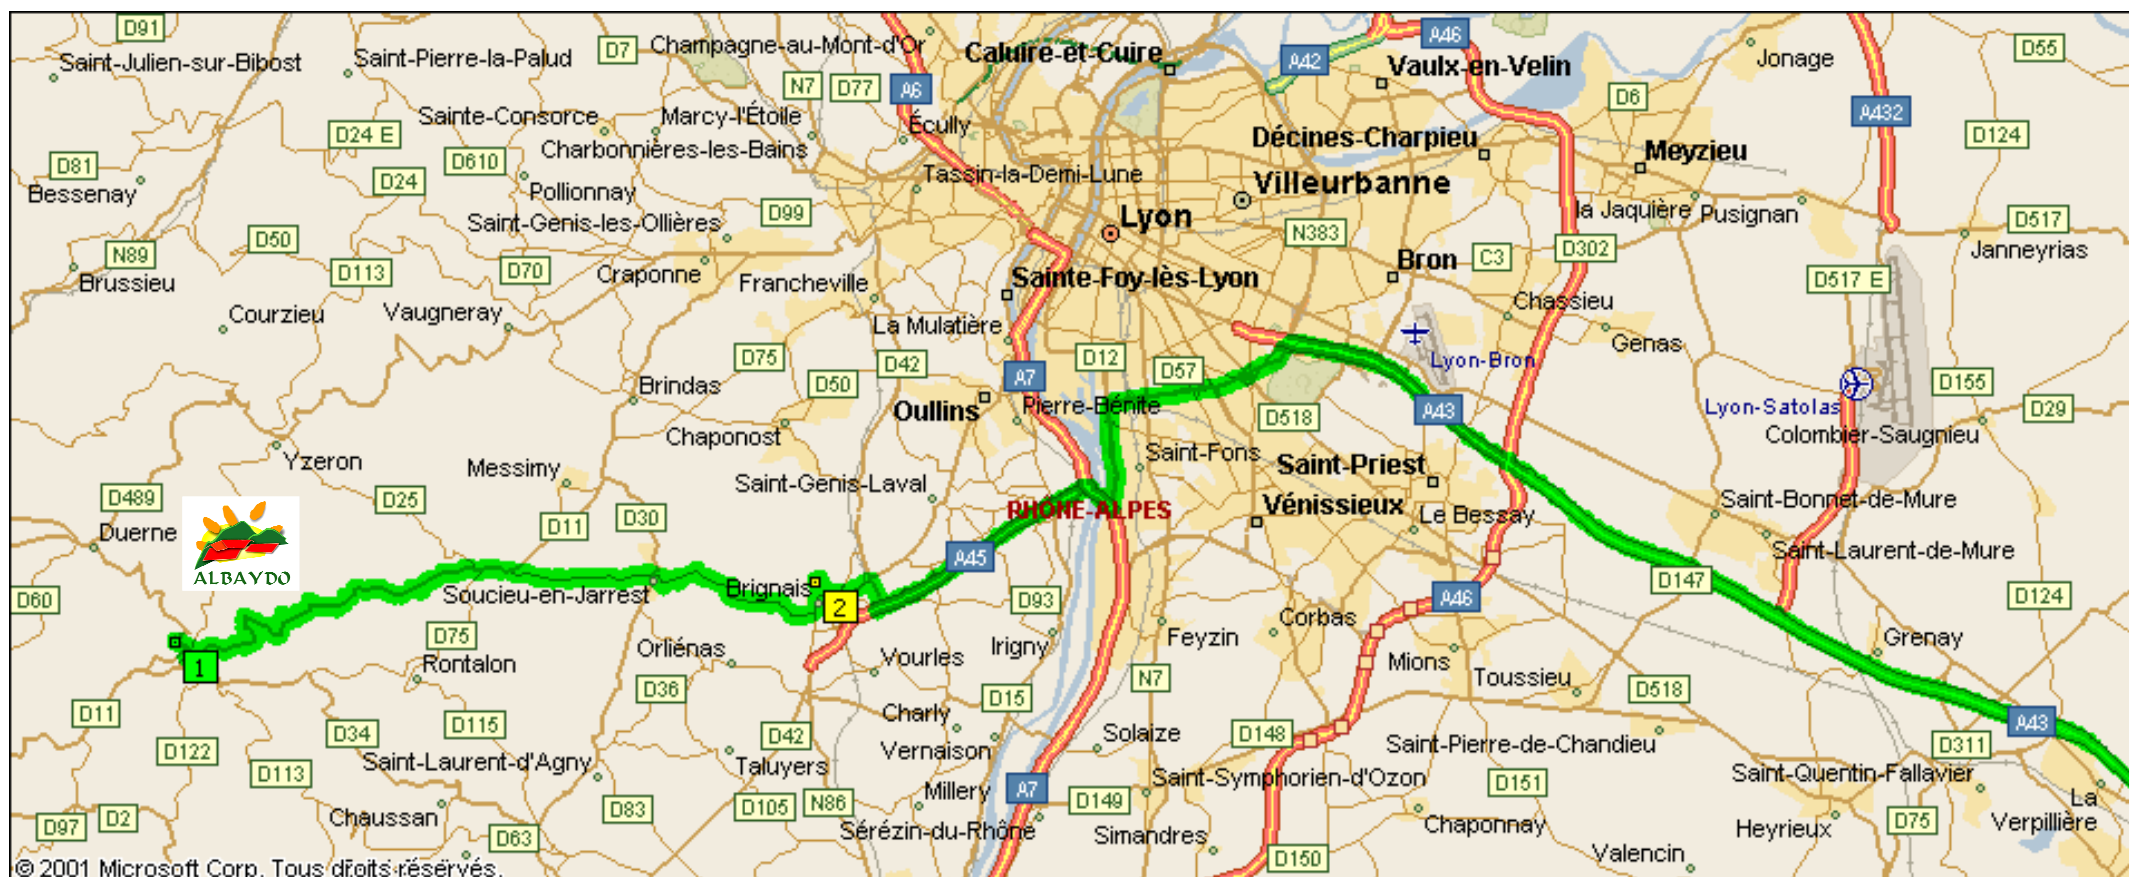 D91
Saint-Julien-sur-Bibost
Saint-Pierre-la-Palud
D7
Champagne-au-Mont-d'Or
Caluire-et-Cuire
A42
A46
Vaulx-en-Velin
Jonage
D55
N7
D77
A6
D6
A432
Sainte-Consorce
Marcy-l'Étoile
Écully
D24 E
D124
Décines-Charpieu
Meyzieu
Charbonnières-les-Bains
D81
D610
Bessenay
D24
Pollionnay
Tassin-la-Demi-Lune
Villeurbanne
Saint-Genis-les-Ollières
D99
Lyon
la Jaquière
Pusignan
D517
N383
D50
N89
D113
D70
Craponne
Bron
C3
D302
Janneyrias
Brussieu
Francheville
Sainte-Foy-lès-Lyon
D517 E
Chassieu
Courzieu
Vaugneray
La Mulatière
Genas
D75
D42
D12
D57
Lyon-Bron
D50
Brindas
A7
D155
Oullins
Pierre-Bénite
D518
A43
Lyon-Satolas
D29
Chaponost
Colombier-Saugnieu
Yzeron
Messimy
Saint-Fons
Saint-Priest
Saint-Genis-Laval
D489
D25
Saint-Bonnet-de-Mure
RHÔNE-ALPES
Vénissieux
Le Bessay
D11
D30
Duerne
ALBAYDO
A45
Saint-Laurent-de-Mure
D147
D60
Soucieu-en-Jarrest
Brignais
2
D93
A46
D124
Corbas
Feyzin
Irigny
Grenay
D75
Orliénas
Rontalon
1
Vourles
Mions
Toussieu
N7
D36
D518
D15
D11
Charly
A43
D34
D115
D42
D148
Solaize
D122
Vernaison
Saint-Pierre-de-Chandieu
D311
Saint-Laurent-d'Agny
Taluyers
D113
Saint-Symphorien-d'Ozon
D151
Saint-Quentin-Fallavier
Millery
A7
D149
La
Verpillière
D83
D105
N86
Chaussan
D2
D97
D63
Sérézin-du-Rhône
Simandres
Chaponnay
Heyrieux
D75
D150
Valencin
© 2001 Microsoft Corp. Tous droits réservés.